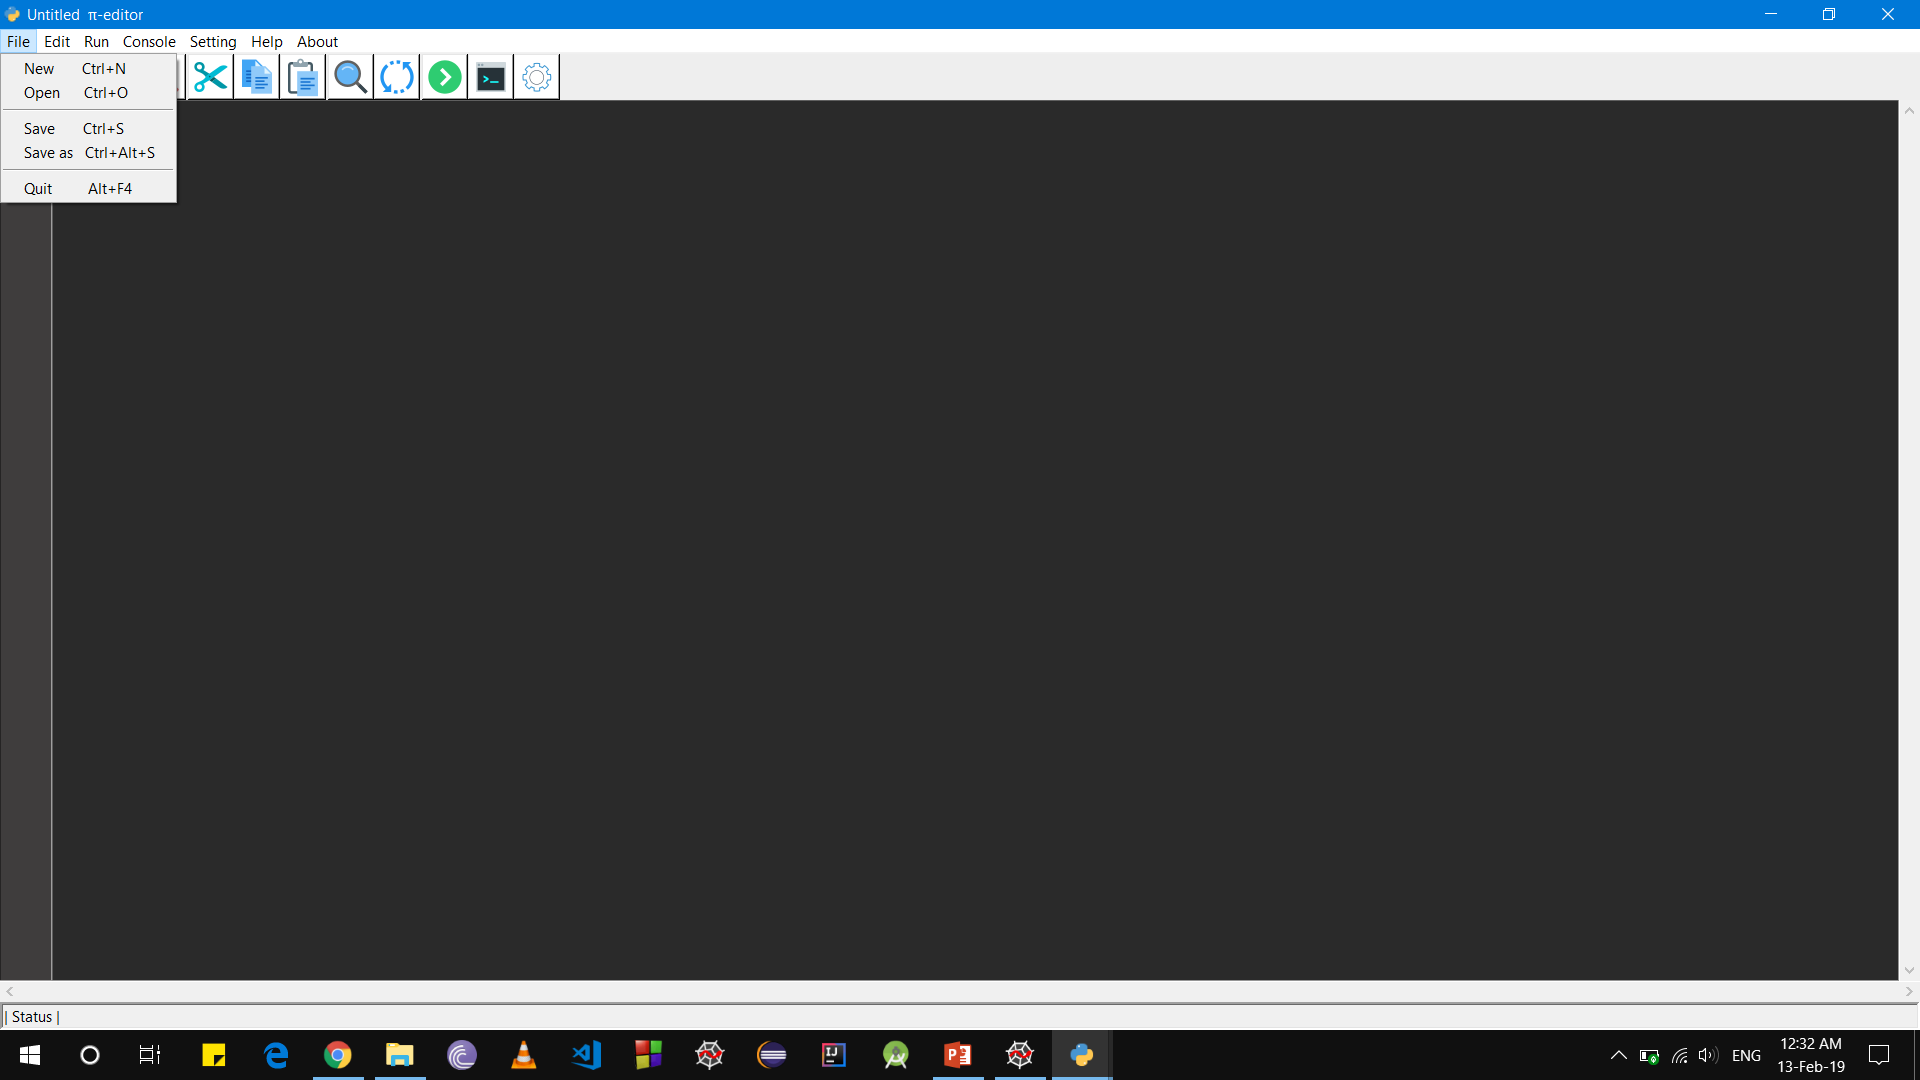 Untitled π-editor
File Edit Run Console Setting Help About
New Ctrl+N
Open Ctrl+O
Save Ctrl+S
Save as Ctrl+Alt+S
Quit Alt+F4
| Status |
ENG
12:32 AM
13-Feb-19